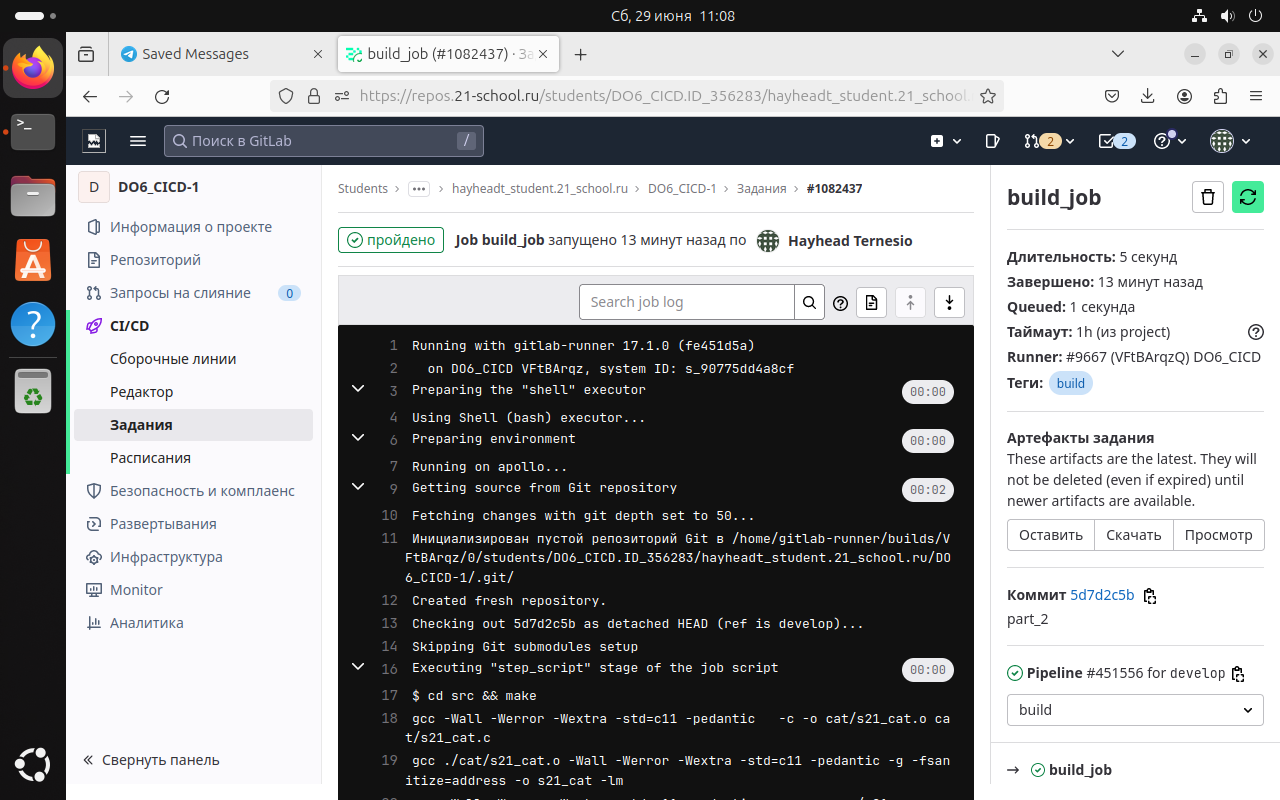 Сб, 29 июня 11:08
Saved Messages
build_job (#1082437) · За
https://repos.21-school.ru/students/DO6_CICD.ID_356283/hayheadt_student.21_school.
Поиск в GitLab /
2
2
D DO6_CICD-1
Информация о проекте
Репозиторий
Запросы на слияние 0
CI/CD
Сборочные линии
Редактор
Задания
Расписания
Безопасность и комплаенс
Развертывания
Инфраструктура
Monitor
Аналитика
Свернуть панель
Students › ••• › hayheadt_student.21_school.ru › DO6_CICD-1 › Задания › #1082437
пройдено Job build_job запущено 13 минут назад по Hayhead Ternesio
Search job log
1 Running with gitlab-runner 17.1.0 (fe451d5a)
2 on DO6_CICD VFtBArqz, system ID: s_90775dd4a8cf
3 Preparing the "shell" executor 00:00
4 Using Shell (bash) executor...
6 Preparing environment 00:00
7 Running on apollo...
9 Getting source from Git repository 00:02
10 Fetching changes with git depth set to 50...
11 Инициализирован пустой репозиторий Git в /home/gitlab-runner/builds/V
FtBArqz/0/students/DO6_CICD.ID_356283/hayheadt_student.21_school.ru/DO
6_CICD-1/.git/
12 Created fresh repository.
13 Checking out 5d7d2c5b as detached HEAD (ref is develop)...
14 Skipping Git submodules setup
16 Executing "step_script" stage of the job script 00:00
17 $ cd src && make
18 gcc -Wall -Werror -Wextra -std=c11 -pedantic   -c -o cat/s21_cat.o ca
t/s21_cat.c
19 gcc ./cat/s21_cat.o -Wall -Werror -Wextra -std=c11 -pedantic -g -fsan
itize=address -o s21_cat -lm
build_job
Длительность: 5 секунд
Завершено: 13 минут назад
Queued: 1 секунда
Таймаут: 1h (из project)
Runner: #9667 (VFtBArqzQ) DO6_CICD
Теги: build
Артефакты задания
These artifacts are the latest. They will
not be deleted (even if expired) until
newer artifacts are available.
Оставить Скачать Просмотр
Коммит 5d7d2c5b
part_2
Pipeline #451556 for develop
build
→ build_job